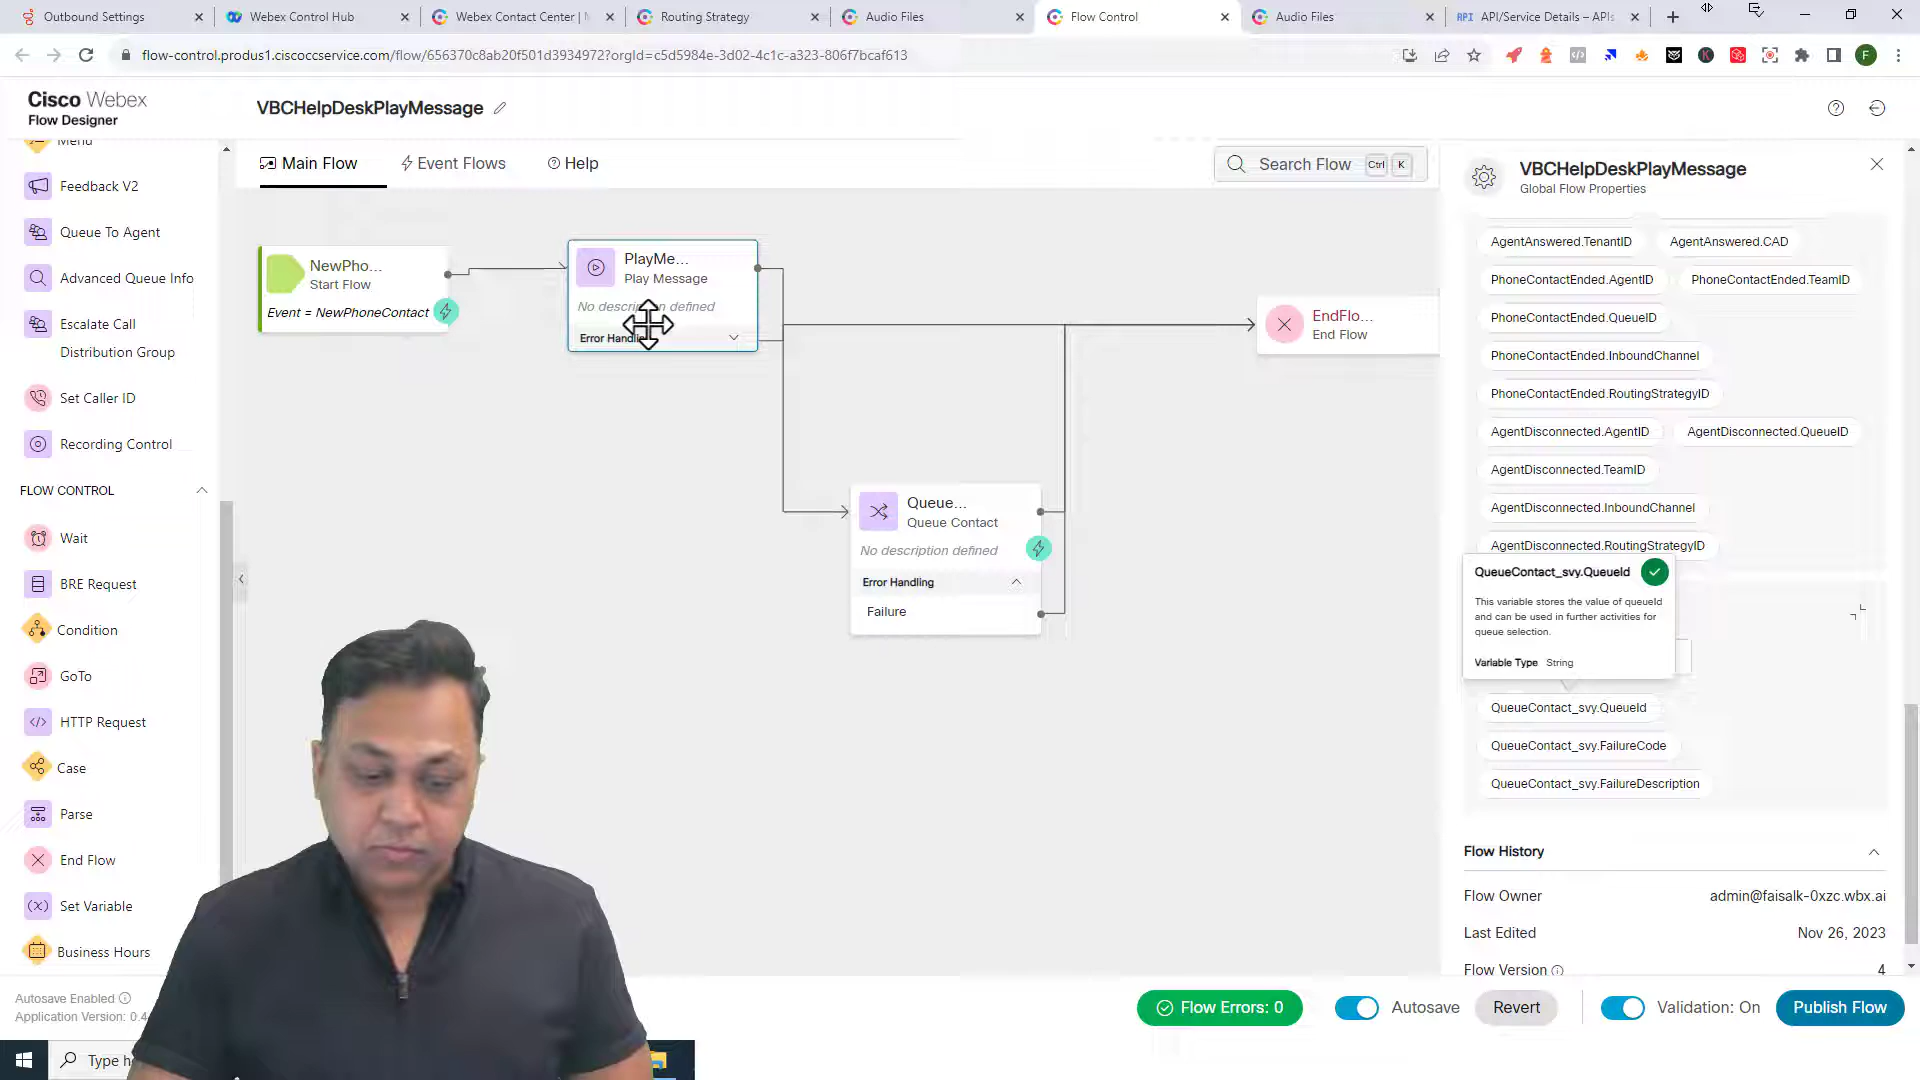 Outbound Settings
Webex Control Hub
Webex Contact Center |
Routing Strategy
Audio Files
Flow Control
Audio Files
API
API/Service Details – APIs
flow-control.produs1.ciscoccservice.com/flow/656370c8ab20f501d3934972?orgId=c5d5984e-3d02-4c1c-a323-806f7bcaf613
F
Cisco Webex
Flow Designer
VBCHelpDeskPlayMessage
Menu
Feedback V2
Queue To Agent
Advanced Queue Info
Escalate Call
Distribution Group
Set Caller ID
Recording Control
FLOW CONTROL
Wait
BRE Request
Condition
GoTo
HTTP Request
Case
Parse
End Flow
Set Variable
Business Hours
Main Flow
Event Flows
Help
Search Flow
Ctrl
K
NewPho...
Start Flow
Event = NewPhoneContact
PlayMe...
Play Message
No description defined
Error Handli
Queue...
Queue Contact
No description defined
Error Handling
Failure
EndFlo...
End Flow
VBCHelpDeskPlayMessage
Global Flow Properties
AgentAnswered.TenantID
AgentAnswered.CAD
PhoneContactEnded.AgentID
PhoneContactEnded.TeamID
PhoneContactEnded.QueueID
PhoneContactEnded.InboundChannel
PhoneContactEnded.RoutingStrategyID
AgentDisconnected.AgentID
AgentDisconnected.QueueID
AgentDisconnected.TeamID
AgentDisconnected.InboundChannel
AgentDisconnected.RoutingStrategyID
QueueContact_svy.QueueId
This variable stores the value of queueId
and can be used in further activities for
queue selection.
Variable Type String
QueueContact_svy.QueueId
QueueContact_svy.FailureCode
QueueContact_svy.FailureDescription
Flow History
Flow Owner
admin@faisalk-0xzc.wbx.ai
Last Edited
Nov 26, 2023
Flow Version
4
Autosave Enabled
Application Version: 0.4
Flow Errors: 0
Autosave
Revert
Validation: On
Publish Flow
Type h